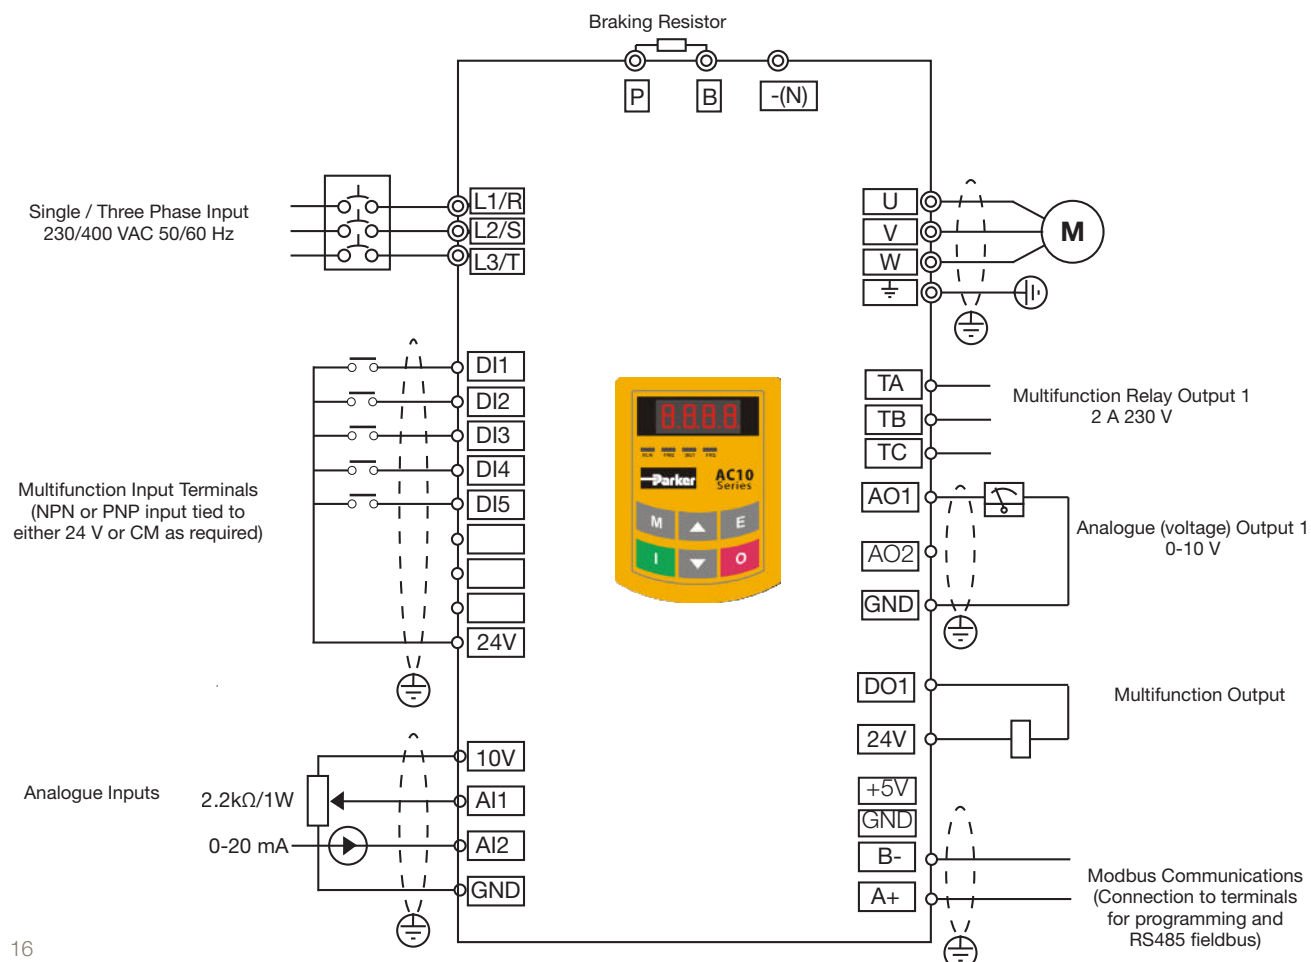 Braking Resistor
P
B
-(N)
Single / Three Phase Input
230/400 VAC 50/60 Hz
L1/R
L2/S
L3/T
U
V
W
M
Multifunction Input Terminals
(NPN or PNP input tied to
either 24 V or CM as required)
DI1
DI2
DI3
DI4
DI5
24V
8.8.8.8
RUN FWD DGT FRQ
Parker
AC10
Series
M
E
I
O
TA
TB
TC
Multifunction Relay Output 1
2 A 230 V
AO1
AO2
GND
Analogue (voltage) Output 1
0-10 V
DO1
24V
Multifunction Output
Analogue Inputs
2.2kΩ/1W
0-20 mA
10V
AI1
AI2
GND
+5V
GND
B-
A+
Modbus Communications
(Connection to terminals
for programming and
RS485 fieldbus)
16